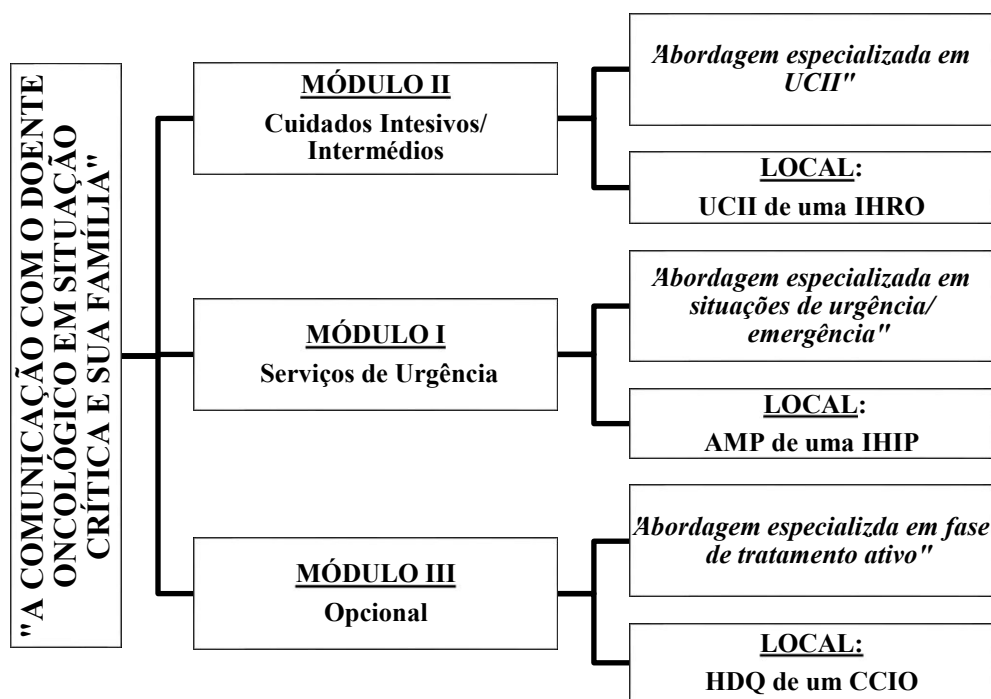 "A COMUNICAÇÃO COM O DOENTE
ONCOLÓGICO EM SITUAÇÃO
CRÍTICA E SUA FAMÍLIA"
MÓDULO II
Cuidados Intesivos/
Intermédios
"Abordagem especializada em
UCII"
LOCAL:
UCII de uma IHRO
MÓDULO I
Serviços de Urgência
"Abordagem especializada em
situações de urgência/
emergência"
LOCAL:
AMP de uma IHIP
MÓDULO III
Opcional
"Abordagem especializda em fase
de tratamento ativo"
LOCAL:
HDQ de um CCIO